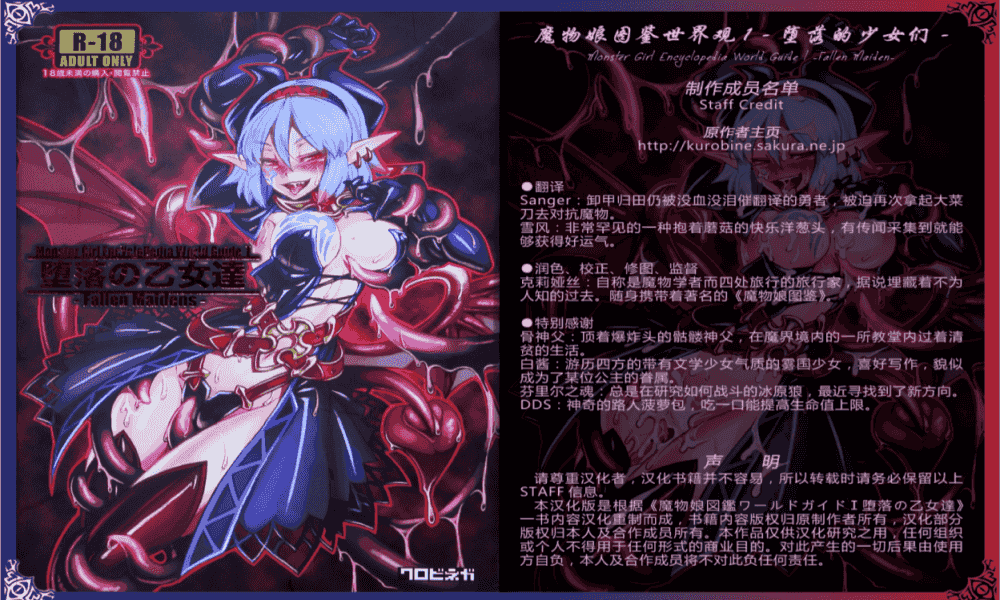 R-18
ADULT ONLY
18歳未満の購入・閲覧禁止
Monster Girl Encyclopedia World Guide I
堕落の乙女達
- Fallen Maidens -
クロビネガ
魔物娘图鉴世界观 1 - 堕落的少女们 -
Monster Girl Encyclopedia World Guide I -Fallen Maiden-
制作成员名单
Staff Credit
原作者主页
http://kurobine.sakura.ne.jp
●翻译
Sanger：卸甲归田仍被没血没泪催翻译的勇者，被迫再次拿起大菜
刀去对抗魔物。
雪风：非常罕见的一种抱着蘑菇的快乐洋葱头，有传闻采集到就能
够获得好运气。
●润色、校正、修图、监督
克莉娅丝：自称是魔物学者而四处旅行的旅行家，据说埋藏着不为
人知的过去。随身携带着著名的《魔物娘图鉴》。
●特别感谢
骨神父：顶着爆炸头的骷髅神父，在魔界境内的一所教堂内过着清
贫的生活。
白酱：游历四方的带有文学少女气质的雾国少女，喜好写作，貌似
成为了某位公主的眷属。
芬里尔之魂：总是在研究如何战斗的冰原狼，最近寻找到了新方向。
DDS：神奇的路人菠萝包，吃一口能提高生命值上限。
声 明
请尊重汉化者，汉化书籍并不容易，所以转载时请务必保留以上
STAFF 信息。
本汉化版是根据《魔物娘図鑑ワールドガイドⅠ堕落の乙女達》
一书内容汉化重制而成，书籍内容版权归原制作者所有，汉化部分
版权归本人及合作成员所有。本作品仅供汉化研究之用，任何组织
或个人不得用于任何形式的商业目的。对此产生的一切后果由使用
方自负，本人及合作成员将不对此负任何责任。